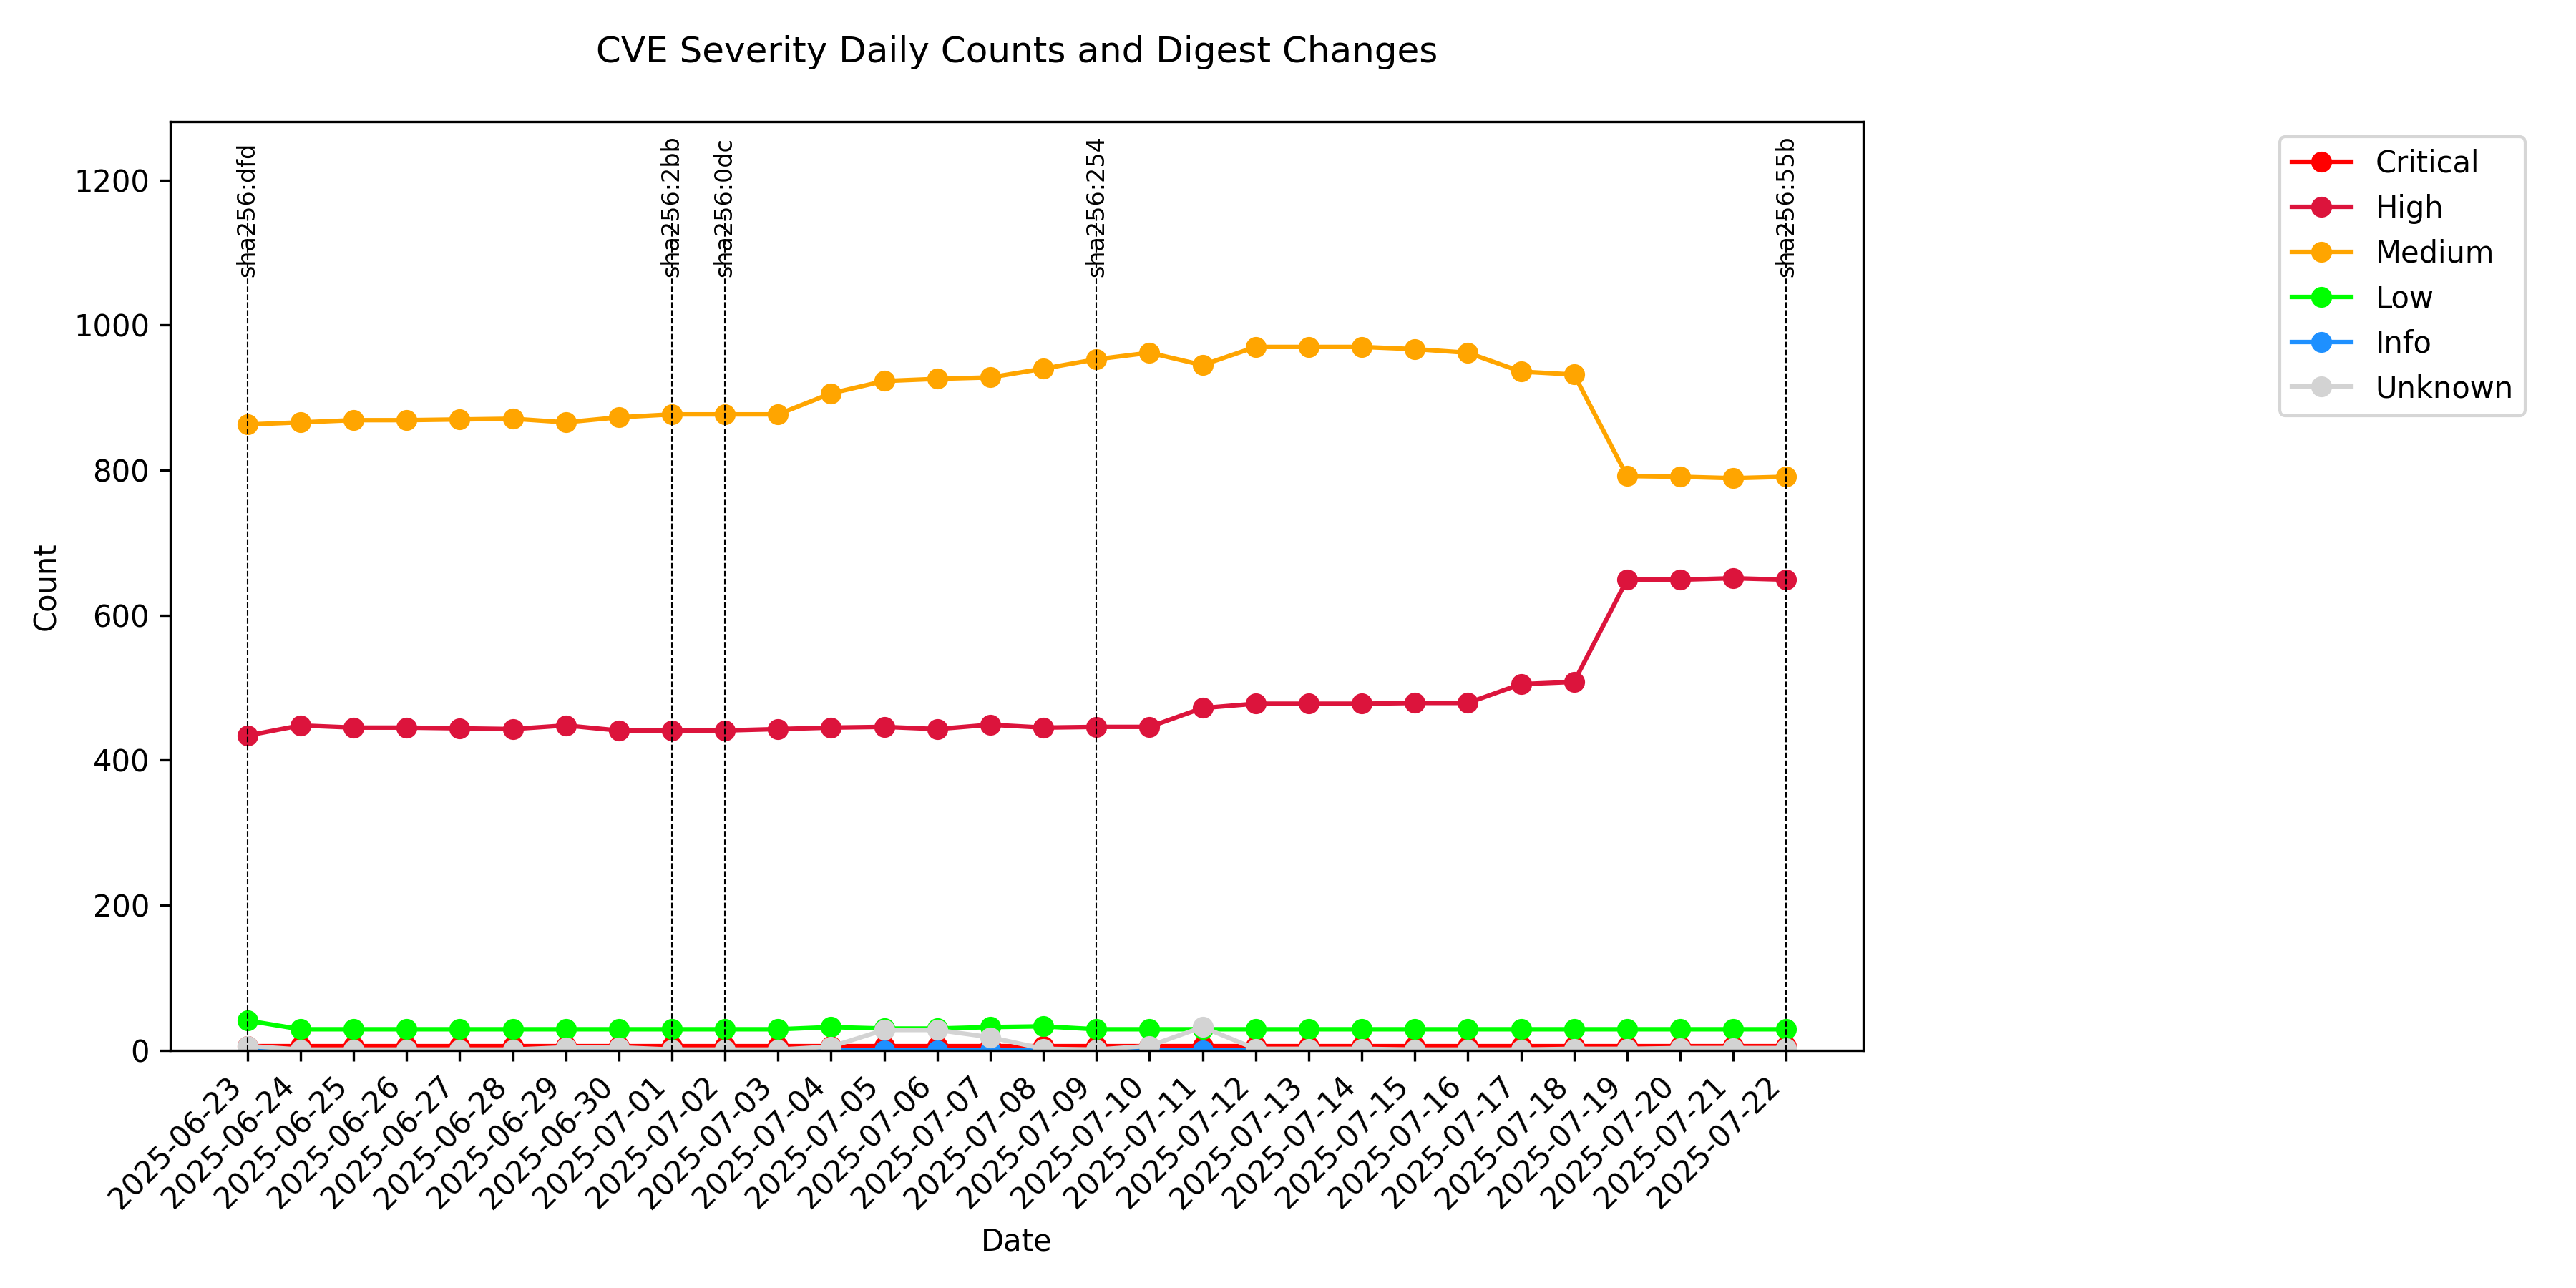 CVE Severity Daily Counts and Digest Changes
sha256:dfd
sha256:2bb
sha256:0dc
sha256:254
sha256:55b
Critical
High
Medium
Low
Info
Unknown
Count
1200
1000
800
600
400
200
0
2025-06-23
2025-06-24
2025-06-25
2025-06-26
2025-06-27
2025-06-28
2025-06-29
2025-06-30
2025-07-01
2025-07-02
2025-07-03
2025-07-04
2025-07-05
2025-07-06
2025-07-07
2025-07-08
2025-07-09
2025-07-10
2025-07-11
2025-07-12
2025-07-13
2025-07-14
2025-07-15
2025-07-16
2025-07-17
2025-07-18
2025-07-19
2025-07-20
2025-07-21
2025-07-22
Date